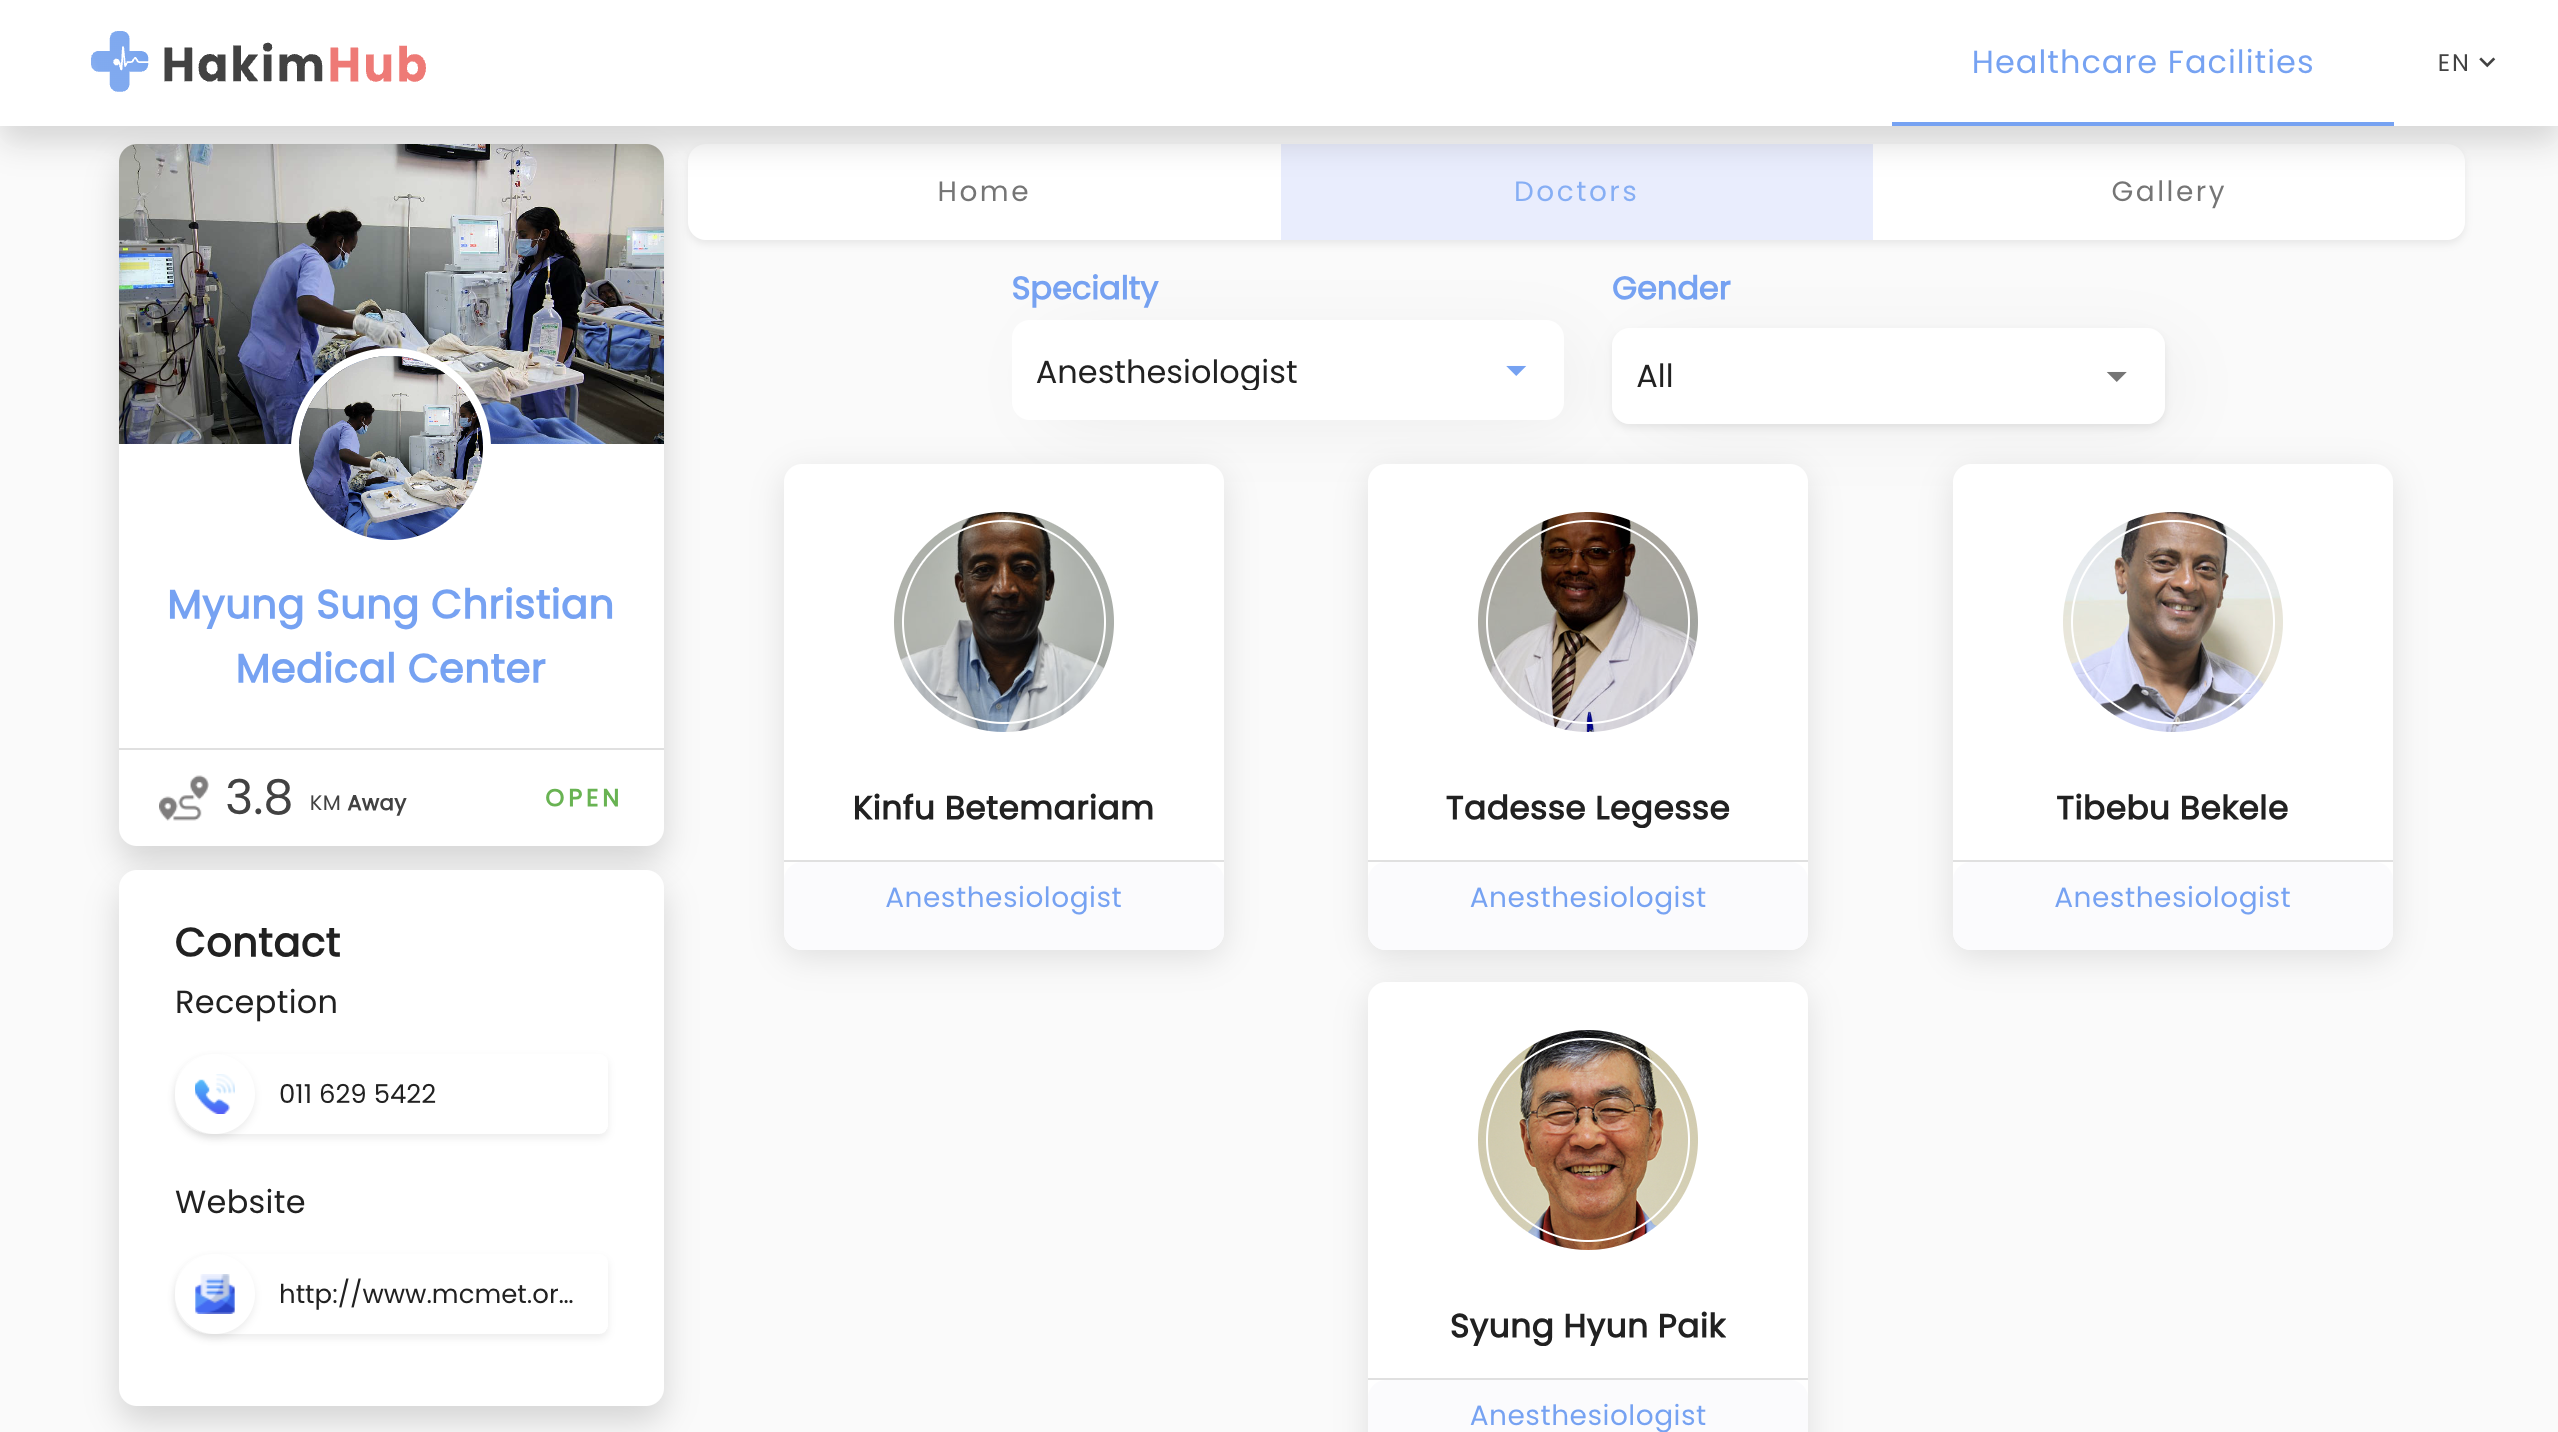 HakimHub
Healthcare Facilities
EN
Home
Doctors
Gallery
Myung Sung Christian
Medical Center
3.8 KM Away
OPEN
Contact
Reception
011 629 5422
Website
http://www.mcmet.or...
Specialty
Anesthesiologist
Gender
All
Kinfu Betemariam
Anesthesiologist
Tadesse Legesse
Anesthesiologist
Tibebu Bekele
Anesthesiologist
Syung Hyun Paik
Anesthesiologist